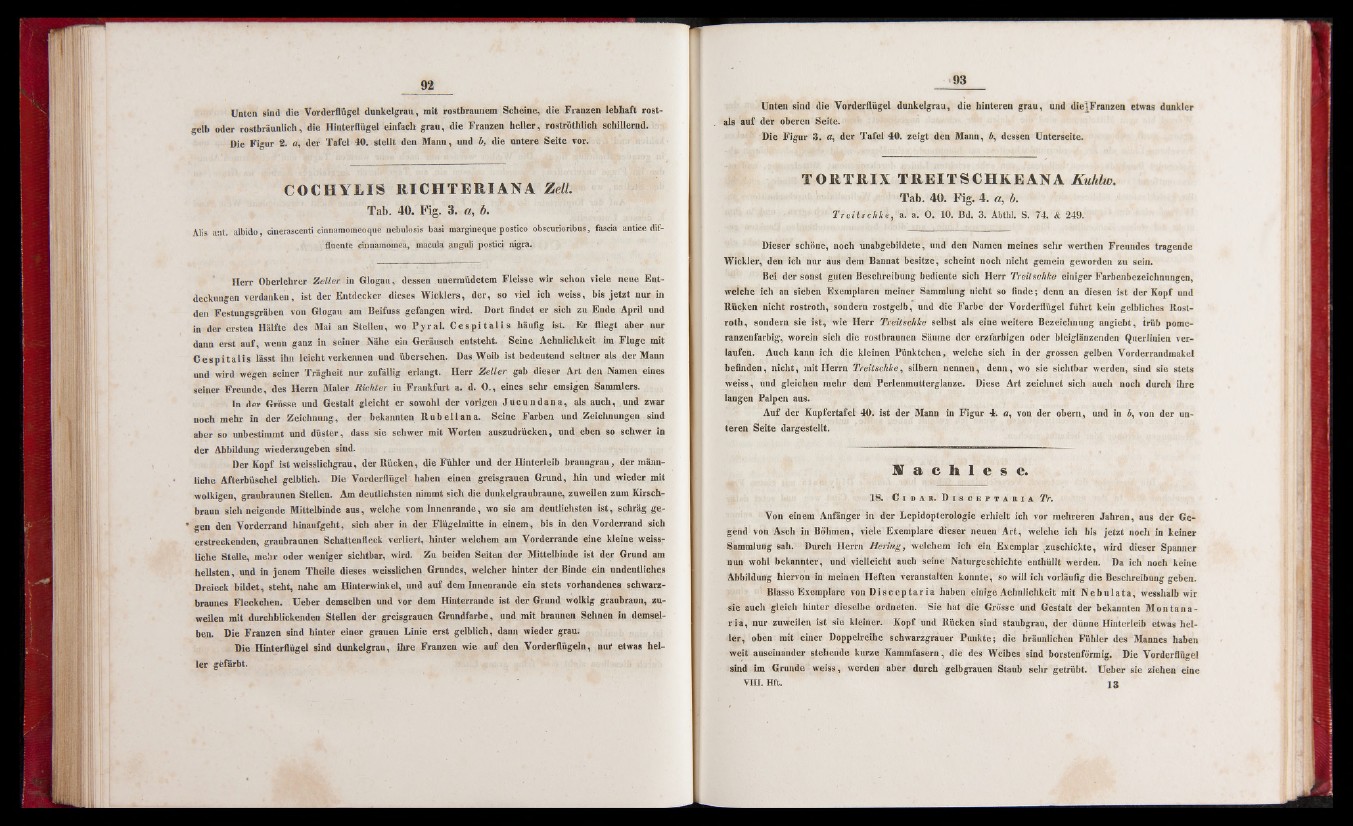 92
Unten sind die Vorderflügel dunkelgrau, mit rostbraunem Scheine, die Franzen lebhaft rost-
gelb oder rostbräunlich, die Hinterflügel einfach grau, die Franzen heller, roströthlich schillernd.
Die Figur 2. a, der Tafel 40. stellt den Mann, und b, die untere Seite vor.
COCHYLIS RICHTERIANA Zell.
Tab. 40. Fig. 3. a, b.
Alis ant. albido, cinerascenti cinnamomeoque nebulosis basi margineque postico obscurioribus, fascia antice dif-
fluente cinnamomea, macula anguli postici nigra.
Herr Oberlehrer Zeller in Glogau, dessen unermüdetem Fleisse wir schon viele neue Ent-
deckungen verdanken, ist der Entdecker dieses Wicklers, der, so viel ich weiss, bis jetzt nur in
den Festungsgräben von Glogau am Beifuss gefangen wird. Dort findet er sich zu Ende April und
in der ersten Hälfte des Mai an Stellen, wo Pyral. Cespitalis häufig ist. Er fliegt aber nur
dann erst auf, wenn ganz in seiner Nähe ein Geräusch entsteht. Seine Aehnlichkeit im Fluge mit
Cespitalis lässt ihn leicht verkennen und übersehen. Das Weib ist bedeutend seltner als der Mann
und wird wegen seiner Trägheit nur zufällig erlangt. Herr Zeller gab dieser Art den Namen eines
seiner Freunde, des Herrn Maler Richter in Frankfurt a. d. O., eines sehr emsigen Sammlers.
In der Grösse und Gestalt gleicht er sowohl der vorigen Jucundana, als auch, und zwar
noch mehr in der Zeichnung, der bekannten Rubellana. Seine Farben und Zeichnungen sind
aber so unbestimmt und düster, dass sie schwer mit Worten auszudrücken, und eben so schwer in
der Abbildung wiederzugeben sind.
Der Kopf ist weisslichgrau, der Rücken, die Fühler und der Hinterleib braungrau, der männ-
liche Afterbüschel gelblich. Die Vorderflügel haben einen greisgrauen Grund, hin und wieder mit
wolkigen, graubraunen Stellen. Am deutlichsten nimmt sich die dunkelgraubraune, zuweilen zum Kirsch-
braun sich neigende Mittelbinde aus, welche vom Innenrande, wo sie am deutlichsten ist, schräg ge-
gen den Vorderrand hinaufgeht, sich aber in der Flügelmitte in einem, bis in den Vorderrand sich
erstreckenden, graubraunen Schattenfleck verliert, hinter welchem am Vorderrande eine kleine weiss-
liche Stelle, mehr oder weniger sichtbar, wird. Zu beiden Seiten der Mittelbinde ist der Grund am
hellsten, und in jenem Theile dieses weisslichen Grundes, welcher hinter der Binde ein undeutliches
Dreieck bildet, steht, nahe am Hinterwinkel, und auf dem Innenrande ein stets vorhandenes schwarz-
braunes Fleckchen. Ueber demselben und vor dem Hinterrande ist der Grund wolkig graubraun, zu-
weilen mit durchblickenden Stellen der greisgrauen Grundfarbe, und mit braunen Sehnen in demsel-
ben. Die Franzen sind hinter einer grauen Linie erst gelblich, dann wieder grau.
Die Hinterflügel sind dunkelgrau, ihre Franzen wie auf den Vorderflügeln, nur etwas hel-
ler gefärbt.
93
Unten sind die Vorderflügel dunkelgrau, die hinteren grau, und die Franzen etwas dunkler
als auf der oberen Seite.
Die Figur 3. a, der Tafel 40. zeigt den Mann, b, dessen Unterseite.
TORTRIX TREITSCHKEANA Kuhlw.
Tab. 40. Fig. 4. a, b.
Treitschke, a. a. O. 10. Bd. 3. Abthl. S. 74. & 249.
Dieser schöne, noch unabgebildete, und den Namen meines sehr werthen Freundes tragende
Wickler, den ich nur aus dem Bannat besitze, scheint noch nicht gemein geworden zu sein.
Bei der sonst guten Beschreibung bediente sich Herr Treitschke einiger Farbenbezeichnungen,
welche ich an sieben Exemplaren meiner Sammlung nicht so finde; denn an diesen ist der Kopf und
Rücken nicht rostroth, sondern rostgelb, und die Farbe der Vorderflügel führt kein gelbliches Rost-
roth, sondern sie ist, wie Herr Treitschke selbst als eine weitere Bezeichnung angiebt, trüb pome-
ranzenfarbig, worein sich die rostbraunen Säume der erzfarbigen oder bleiglänzenden Querlinien ver-
laufen. Auch kann ich die kleinen Pünktchen, welche sich in der grossen gelben Vorderrandmakel
befinden, nicht, mit Herrn Treitschke, silbern nennen, denn, wo sie sichtbar werden, sind sie stets
weiss, und gleichen mehr dem Perlenmutterglanze. Diese Art zeichnet sich auch noch durch ihre
langen Palpen aus.
Auf der Kupfertafel 40. ist der Mann in Figur 4. a, von der obern, und in b, von der un-
teren Seite dargestellt.
Nachlese.
18. CIDAR. DISCEPTARIA Tr.
Von einem Anfänger in der Lepidopterologie erhielt ich vor mehreren Jahren, aus der Ge-
gend von Asch in Böhmen, viele Exemplare dieser neuen Art, welche ich bis jetzt noch in keiner
Sammlung sah. Durch Herrn Hering, welchem ich ein Exemplar zuschickte, wird dieser Spanner
nun wohl bekannter, und vielleicht auch seine Naturgeschichte enthüllt werden. Da ich noch keine
Abbildung hiervon in meinen Heften veranstalten konnte, so will ich vorläufig die Beschreibung geben.
Blasse Exemplare von Disceptaria haben einige Aehnlichkeit mit Nebulata, wesshalb wir
sie auch gleich hinter dieselbe ordneten. Sie hat die Grösse und Gestalt der bekannten Montana-
ria, nur zuweilen ist sie kleiner. Kopf und Rücken sind staubgrau, der dünne Hinterleib etwas hel-
ler, oben mit einer Doppelreihe schwarzgrauer Punkte; die bräunlichen Fühler des Mannes haben
weit auseinander stehende kurze Kammfasern, die des Weibes sind borstenförmig. Die Vorderflügel
sind im Grunde weiss, werden aber durch gelbgrauen Staub sehr getrübt. Ueber sie ziehen eine
VIII. Hft. 13